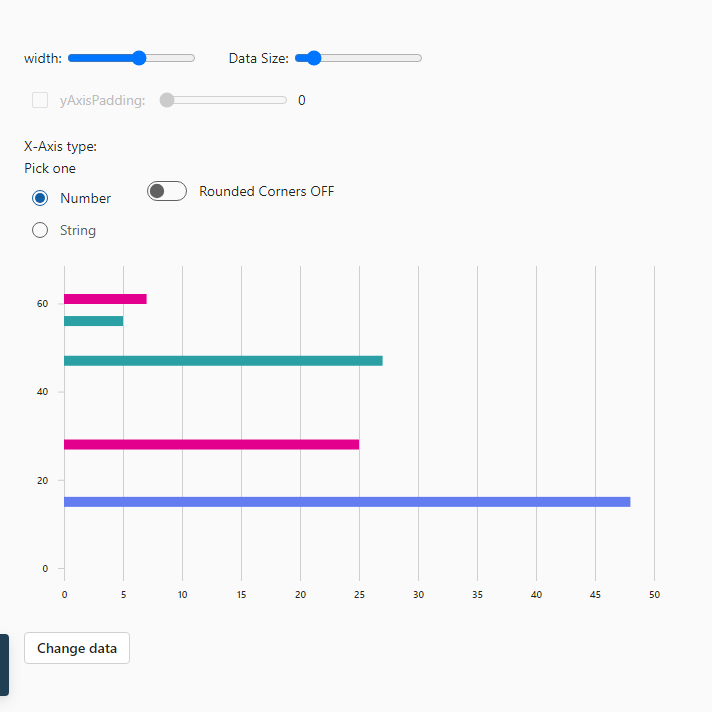 width: Data Size:
yAxisPadding: 0
X-Axis type:
Pick one
Number
Rounded Corners OFF
String
60
40
20
0
0 5 10 15 20 25 30 35 40 45 50
Change data